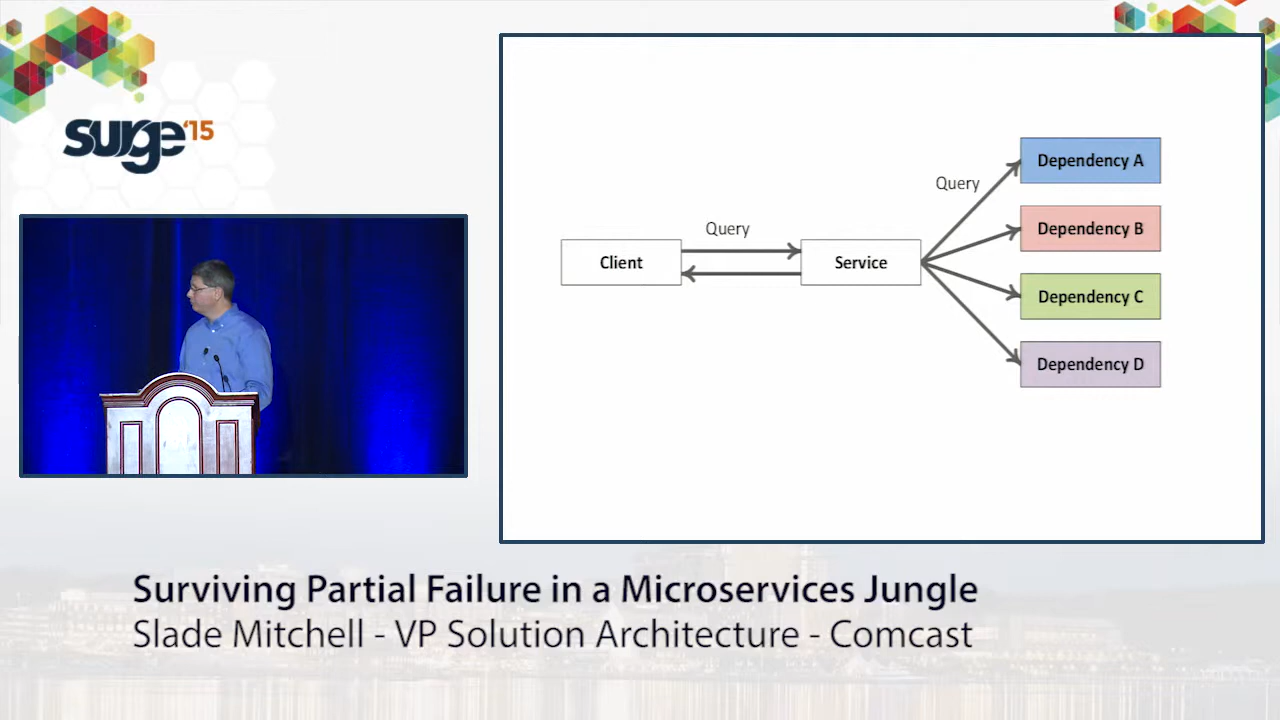 surge'15
Query
Client
Service
Query
Dependency A
Dependency B
Dependency C
Dependency D
Surviving Partial Failure in a Microservices Jungle
Slade Mitchell - VP Solution Architecture - Comcast